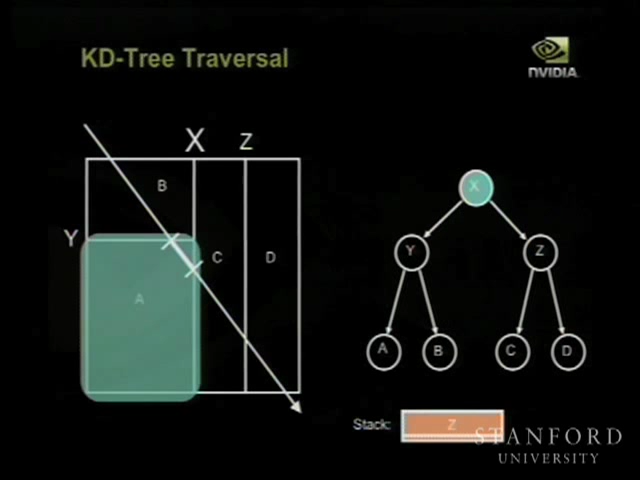 KD-Tree Traversal
NVIDIA
X
Z
B
Y
C
D
A
X
Y
Z
A
B
C
D
Stack:
Z
STANFORD
UNIVERSITY